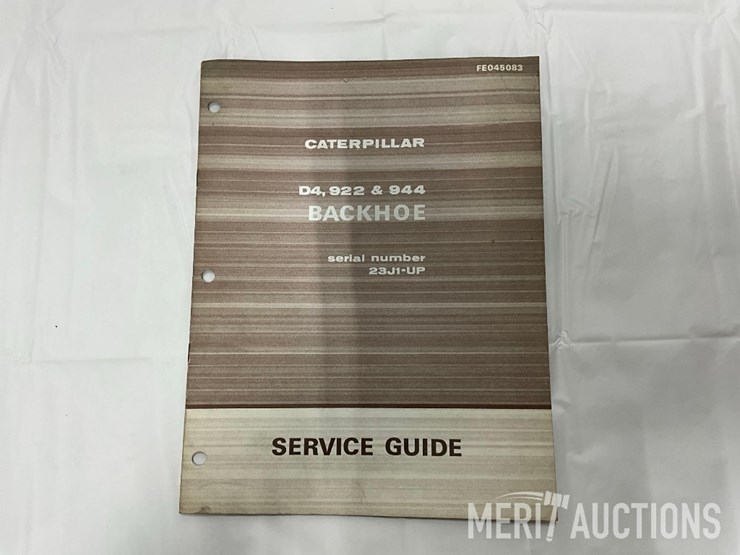 FE045083
CATERPILLAR
D4, 922 & 944
BACKHOE
serial number
23J1-UP
SERVICE GUIDE
MERIT AUCTIONS